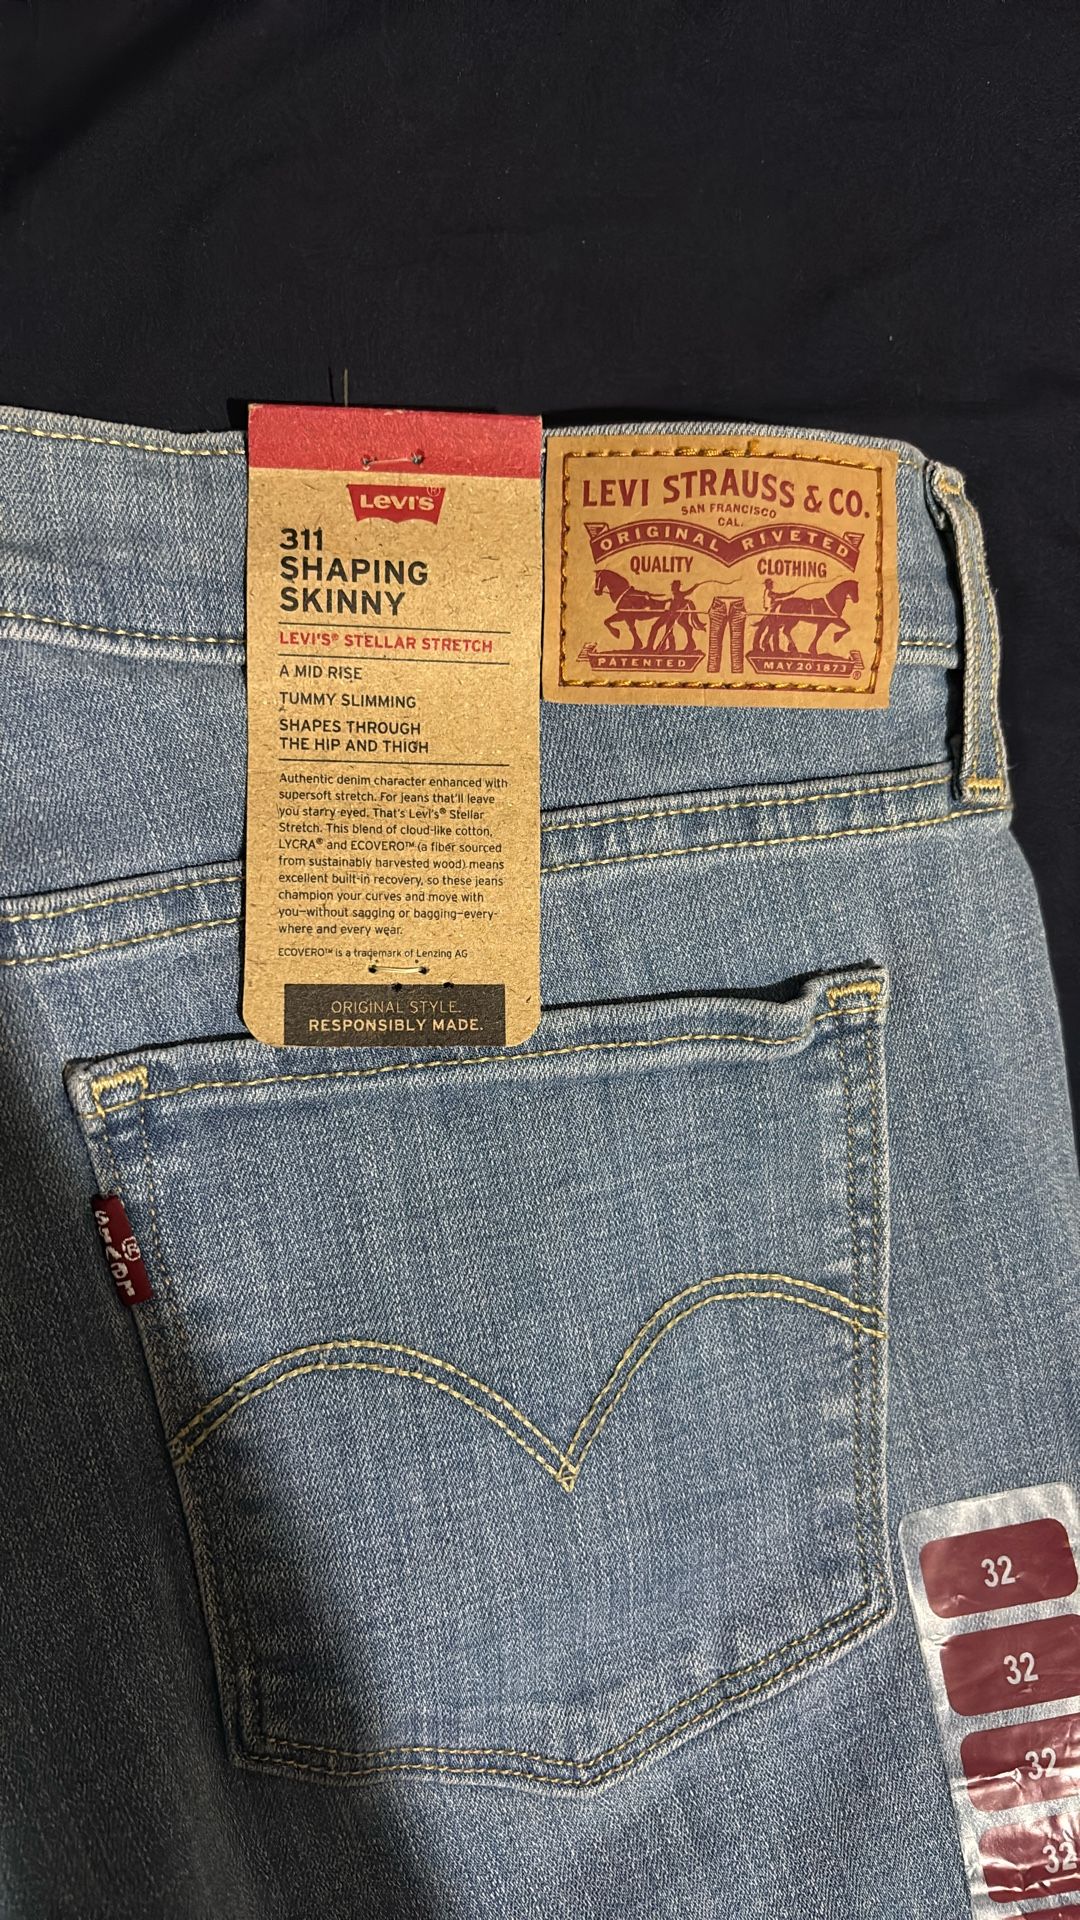 Levi's®
311
SHAPING
SKINNY
LEVI'S® STELLAR STRETCH
A MID RISE
TUMMY SLIMMING
SHAPES THROUGH
THE HIP AND THIGH
Authentic denim character enhanced with
supersoft stretch. For jeans that'll leave
you starry-eyed. That's Levi's® Stellar
Stretch. This blend of cloud-like cotton,
LYCRA® and ECOVERO™ (a fiber sourced
from sustainably harvested wood) means
excellent built-in recovery, so these jeans
champion your curves and move with
you—without sagging or bagging—every-
where and every wear.
ECOVERO™ is a trademark of Lenzing AG
ORIGINAL STYLE.
RESPONSIBLY MADE.
LEVI STRAUSS & CO.
SAN FRANCISCO
CAL.
ORIGINAL RIVETED
QUALITY CLOTHING
PATENTED MAY 20 1873 ®
LEVI'S ®
32
32
32
32